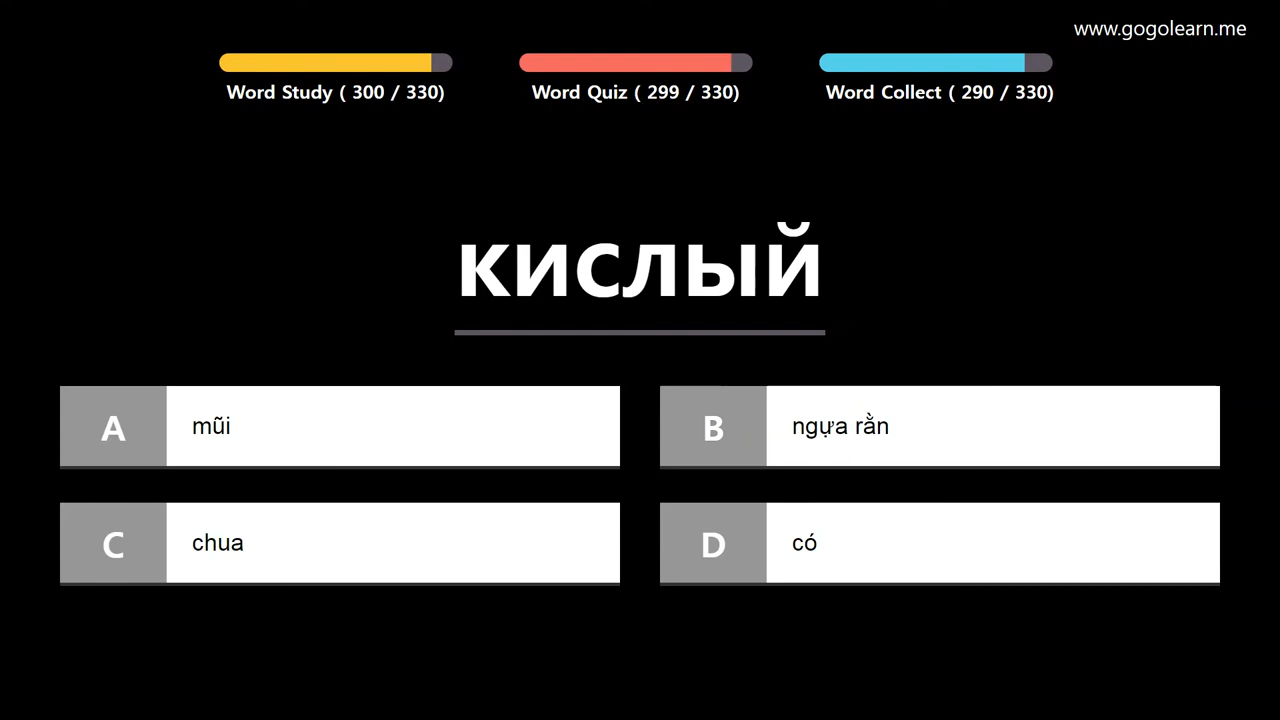 www.gogolearn.me
Word Study ( 300 / 330)
Word Quiz ( 299 / 330)
Word Collect ( 290 / 330)
кислый
A
mũi
B
ngựa rằn
C
chua
D
có